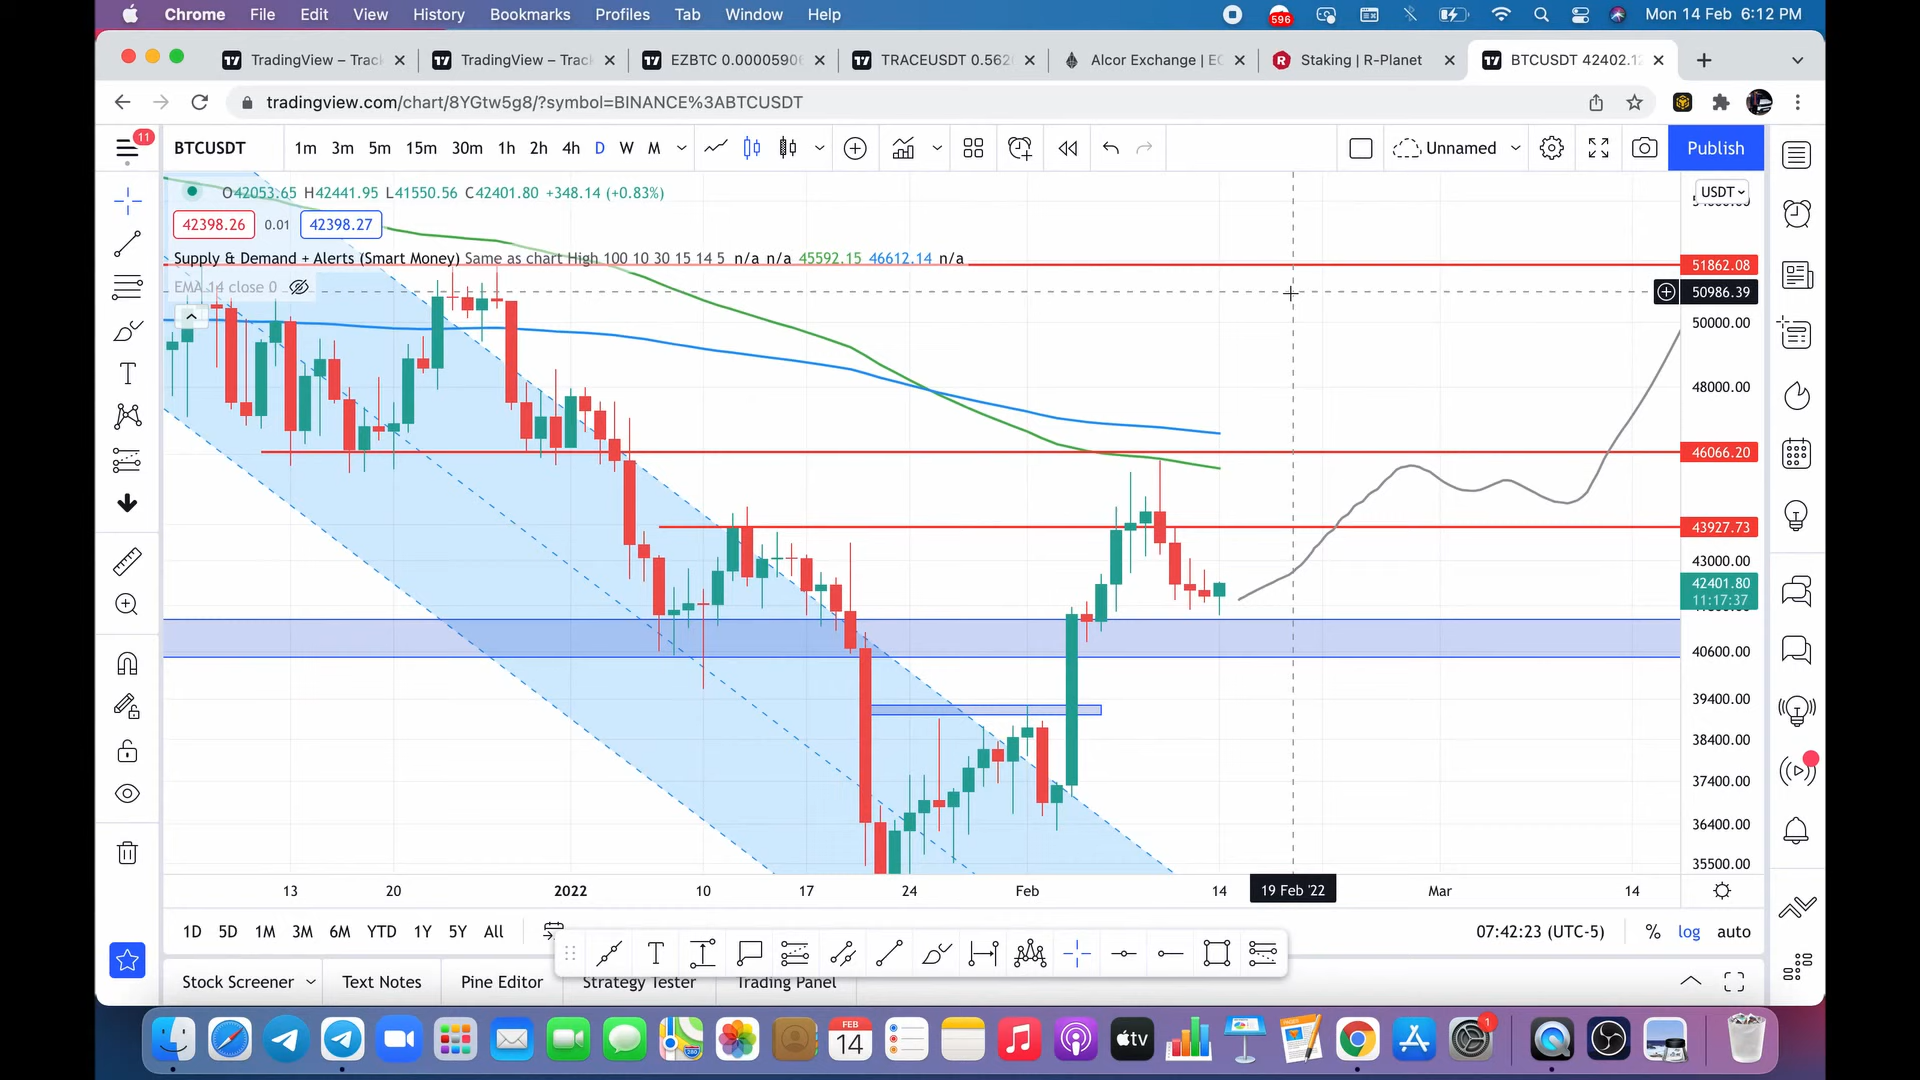 Chrome File Edit View History Bookmarks Profiles Tab Window Help 596 Mon 14 Feb 6:12 PM
TradingView – Trac TradingView – Trac EZBTC 0.00005906 TRACEUSDT 0.562 Alcor Exchange | EO Staking | R-Planet BTCUSDT 42402.12
tradingview.com/chart/8YGtw5g8/?symbol=BINANCE%3ABTCUSDT
11 BTCUSDT 1m 3m 5m 15m 30m 1h 2h 4h D W M Unnamed Publish
O42053.65 H42441.95 L41550.56 C42401.80 +348.14 (+0.83%) USDT
42398.26 0.01 42398.27
Supply & Demand + Alerts (Smart Money) Same as chart High 100 10 30 15 14 5 n/a n/a 45592.15 46612.14 n/a
51862.08
EMA 14 close 0
50986.39
50000.00
48000.00
46066.20
43927.73
43000.00
42401.80
11:17:37
40600.00
39400.00
38400.00
37400.00
36400.00
35500.00
13 20 2022 10 17 24 Feb 14 19 Feb '22 Mar 14
1D 5D 1M 3M 6M YTD 1Y 5Y All 07:42:23 (UTC-5) % log auto
Stock Screener Text Notes Pine Editor Strategy Tester Trading Panel
FEB
14
tv
1